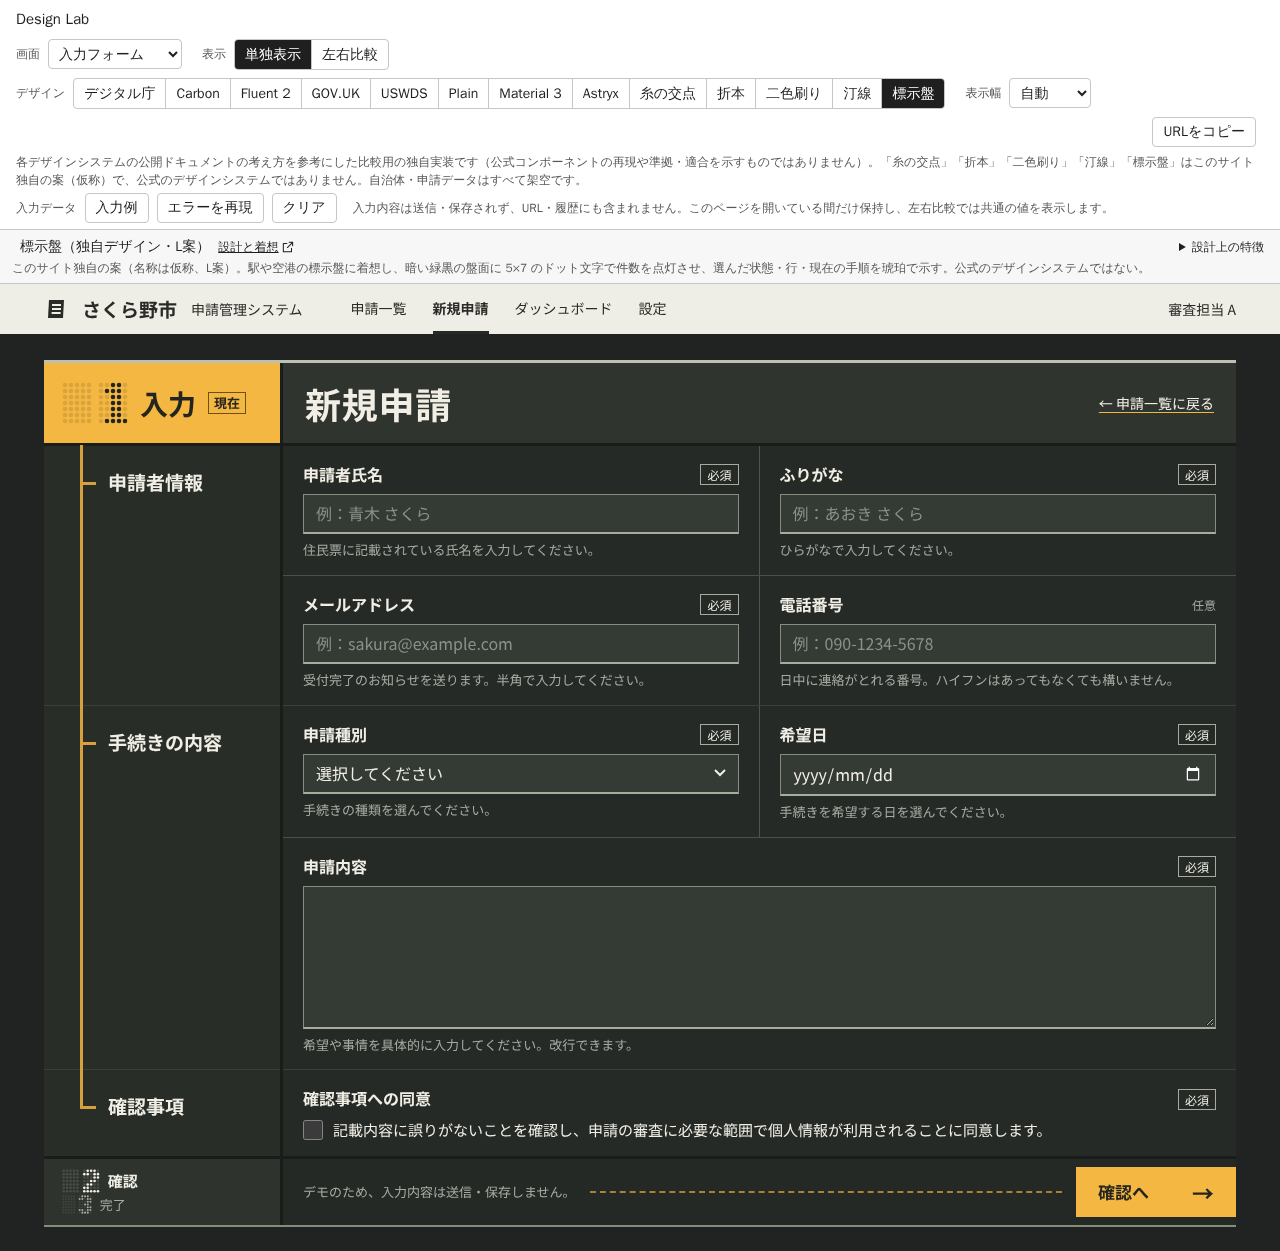 Design Lab
画面 入力フォーム 表示 単独表示 左右比較
デザイン デジタル庁 Carbon Fluent 2 GOV.UK USWDS Plain Material 3 Astryx 糸の交点 折本 二色刷り 汀線 標示盤 表示幅 自動
URLをコピー
各デザインシステムの公開ドキュメントの考え方を参考にした比較用の独自実装です（公式コンポーネントの再現や準拠・適合を示すものではありません）。「糸の交点」「折本」「二色刷り」「汀線」「標示盤」はこのサイト
独自の案（仮称）で、公式のデザインシステムではありません。自治体・申請データはすべて架空です。
入力データ 入力例 エラーを再現 クリア 入力内容は送信・保存されず、URL・履歴にも含まれません。このページを開いている間だけ保持し、左右比較では共通の値を表示します。
標示盤（独自デザイン・L案） 設計と着想 ▶ 設計上の特徴
このサイト独自の案（名称は仮称、L案）。駅や空港の標示盤に着想し、暗い緑黒の盤面に 5×7 のドット文字で件数を点灯させ、選んだ状態・行・現在の手順を琥珀で示す。公式のデザインシステムではない。
さくら野市 申請管理システム 申請一覧 新規申請 ダッシュボード 設定 審査担当 A
1 入力 現在 新規申請 ← 申請一覧に戻る
申請者情報
申請者氏名 必須 ふりがな 必須
例：青木 さくら 例：あおき さくら
住民票に記載されている氏名を入力してください。 ひらがなで入力してください。
メールアドレス 必須 電話番号 任意
例：sakura@example.com 例：090-1234-5678
受付完了のお知らせを送ります。半角で入力してください。 日中に連絡がとれる番号。ハイフンはあってもなくても構いません。
手続きの内容
申請種別 必須 希望日 必須
選択してください yyyy/mm/dd
手続きの種類を選んでください。 手続きを希望する日を選んでください。
申請内容 必須
希望や事情を具体的に入力してください。改行できます。
確認事項
確認事項への同意 必須
記載内容に誤りがないことを確認し、申請の審査に必要な範囲で個人情報が利用されることに同意します。
2 確認
3 完了
デモのため、入力内容は送信・保存しません。 確認へ →